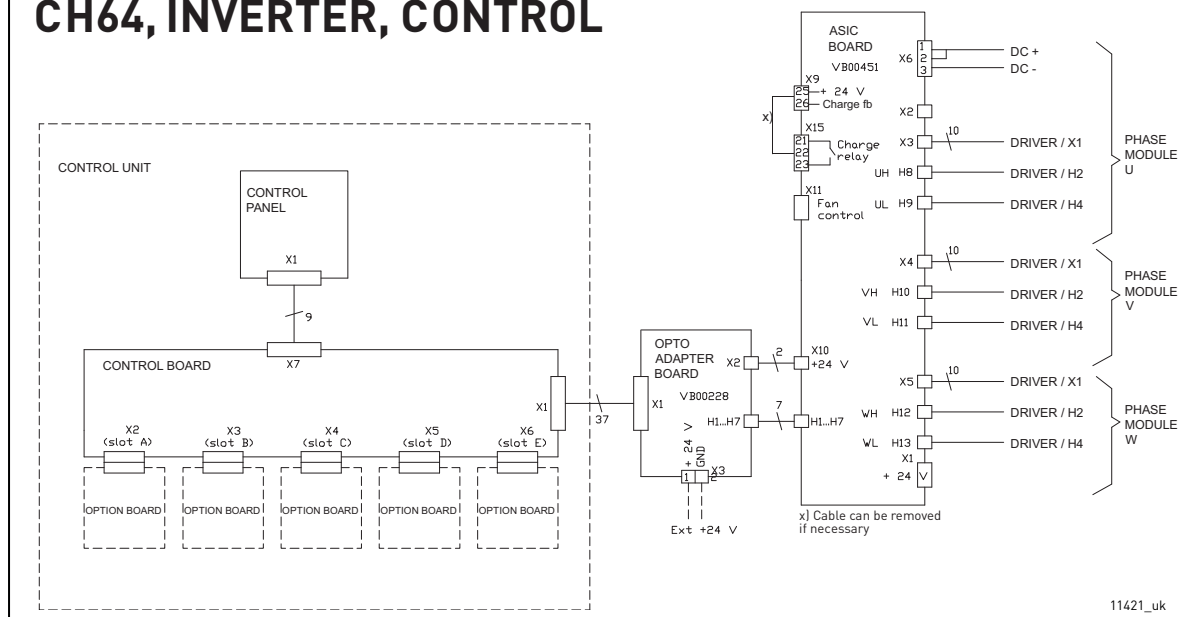 CH64, INVERTER, CONTROL
CONTROL UNIT
CONTROL
PANEL
X1
9
X7
CONTROL BOARD
X1
37
X2
(slot A)
X3
(slot B)
X4
(slot C)
X5
(slot D)
X6
(slot E)
OPTION BOARD
OPTION BOARD
OPTION BOARD
OPTION BOARD
OPTION BOARD
OPTO
ADAPTER
BOARD
VB00228
X1
X2
2
H1...H7
7
+ 24 V
GND
X3
1 2
Ext +24 V
ASIC
BOARD
VB00451
X9
25 + 24 V
26 Charge fb
x)
X15
21
22
23
Charge
relay
X11
Fan
control
X10
+24 V
H1...H7
X6
1
2
3
DC +
DC -
X2
X3
10
DRIVER / X1
UH H8
DRIVER / H2
UL H9
DRIVER / H4
PHASE
MODULE
U
X4
10
DRIVER / X1
VH H10
DRIVER / H2
VL H11
DRIVER / H4
PHASE
MODULE
V
X5
10
DRIVER / X1
WH H12
DRIVER / H2
WL H13
DRIVER / H4
PHASE
MODULE
W
X1
+ 24 V
x) Cable can be removed
if necessary
11421_uk